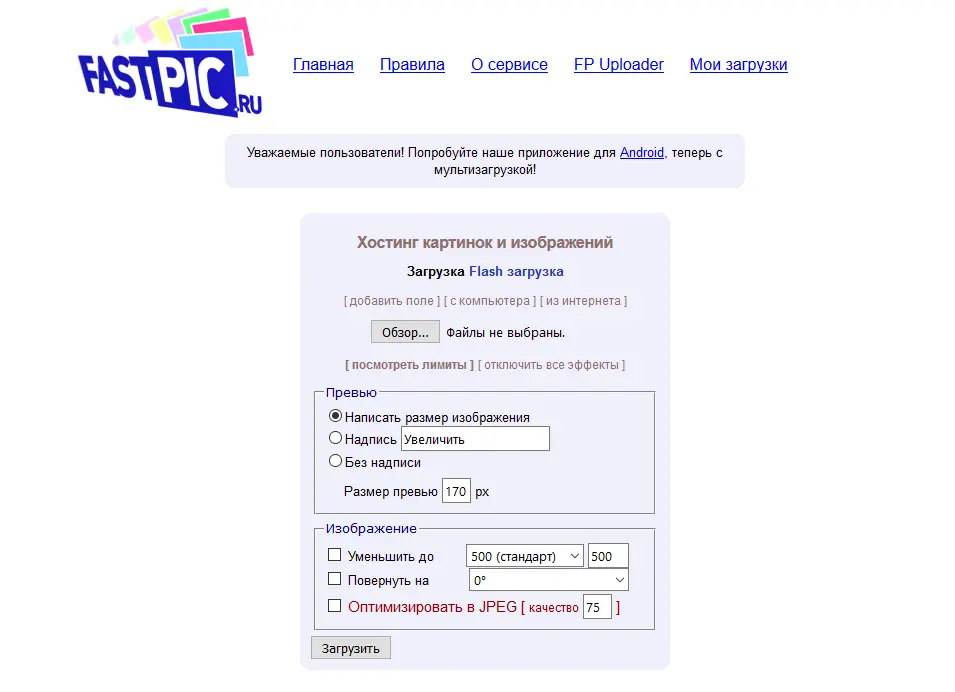 FASTPIC.RU
Главная Правила О сервисе FP Uploader Мои загрузки
Уважаемые пользователи! Попробуйте наше приложение для Android, теперь с
мультизагрузкой!
Хостинг картинок и изображений
Загрузка Flash загрузка
[ добавить поле ] [ с компьютера ] [ из интернета ]
Обзор... Файлы не выбраны.
[ посмотреть лимиты ] [ отключить все эффекты ]
Превью
Написать размер изображения
Надпись Увеличить
Без надписи
Размер превью 170 px
Изображение
Уменьшить до 500 (стандарт) 500
Повернуть на 0°
Оптимизировать в JPEG [ качество 75 ]
Загрузить